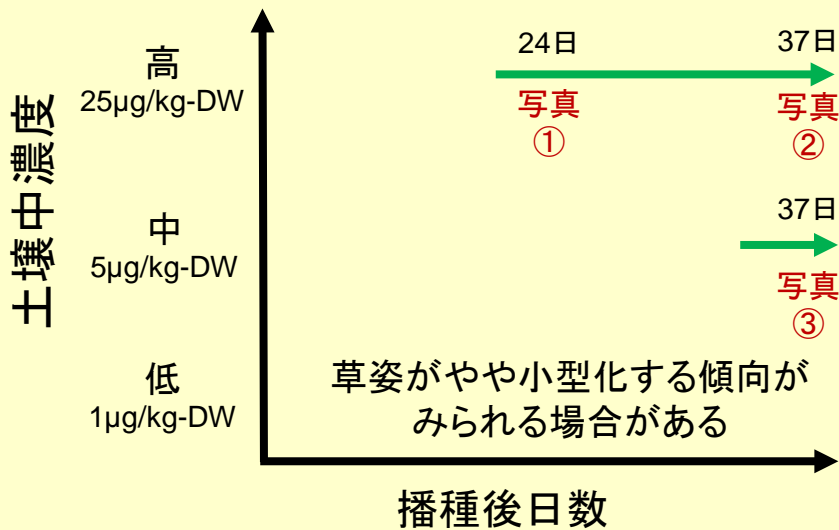 土壌中濃度
高
25μg/kg-DW
24日
37日
写真
①
写真
②
中
5μg/kg-DW
37日
写真
③
低
1μg/kg-DW
草姿がやや小型化する傾向が
みられる場合がある
播種後日数